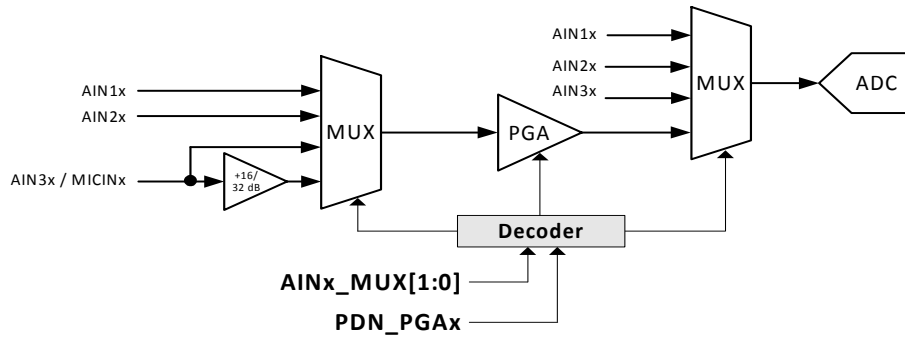 AIN1x
AIN2x
AIN3x
MUX
ADC
AIN1x
AIN2x
MUX
PGA
AIN3x / MICINx
+16/
32 dB
Decoder
AINx_MUX[1:0]
PDN_PGAx